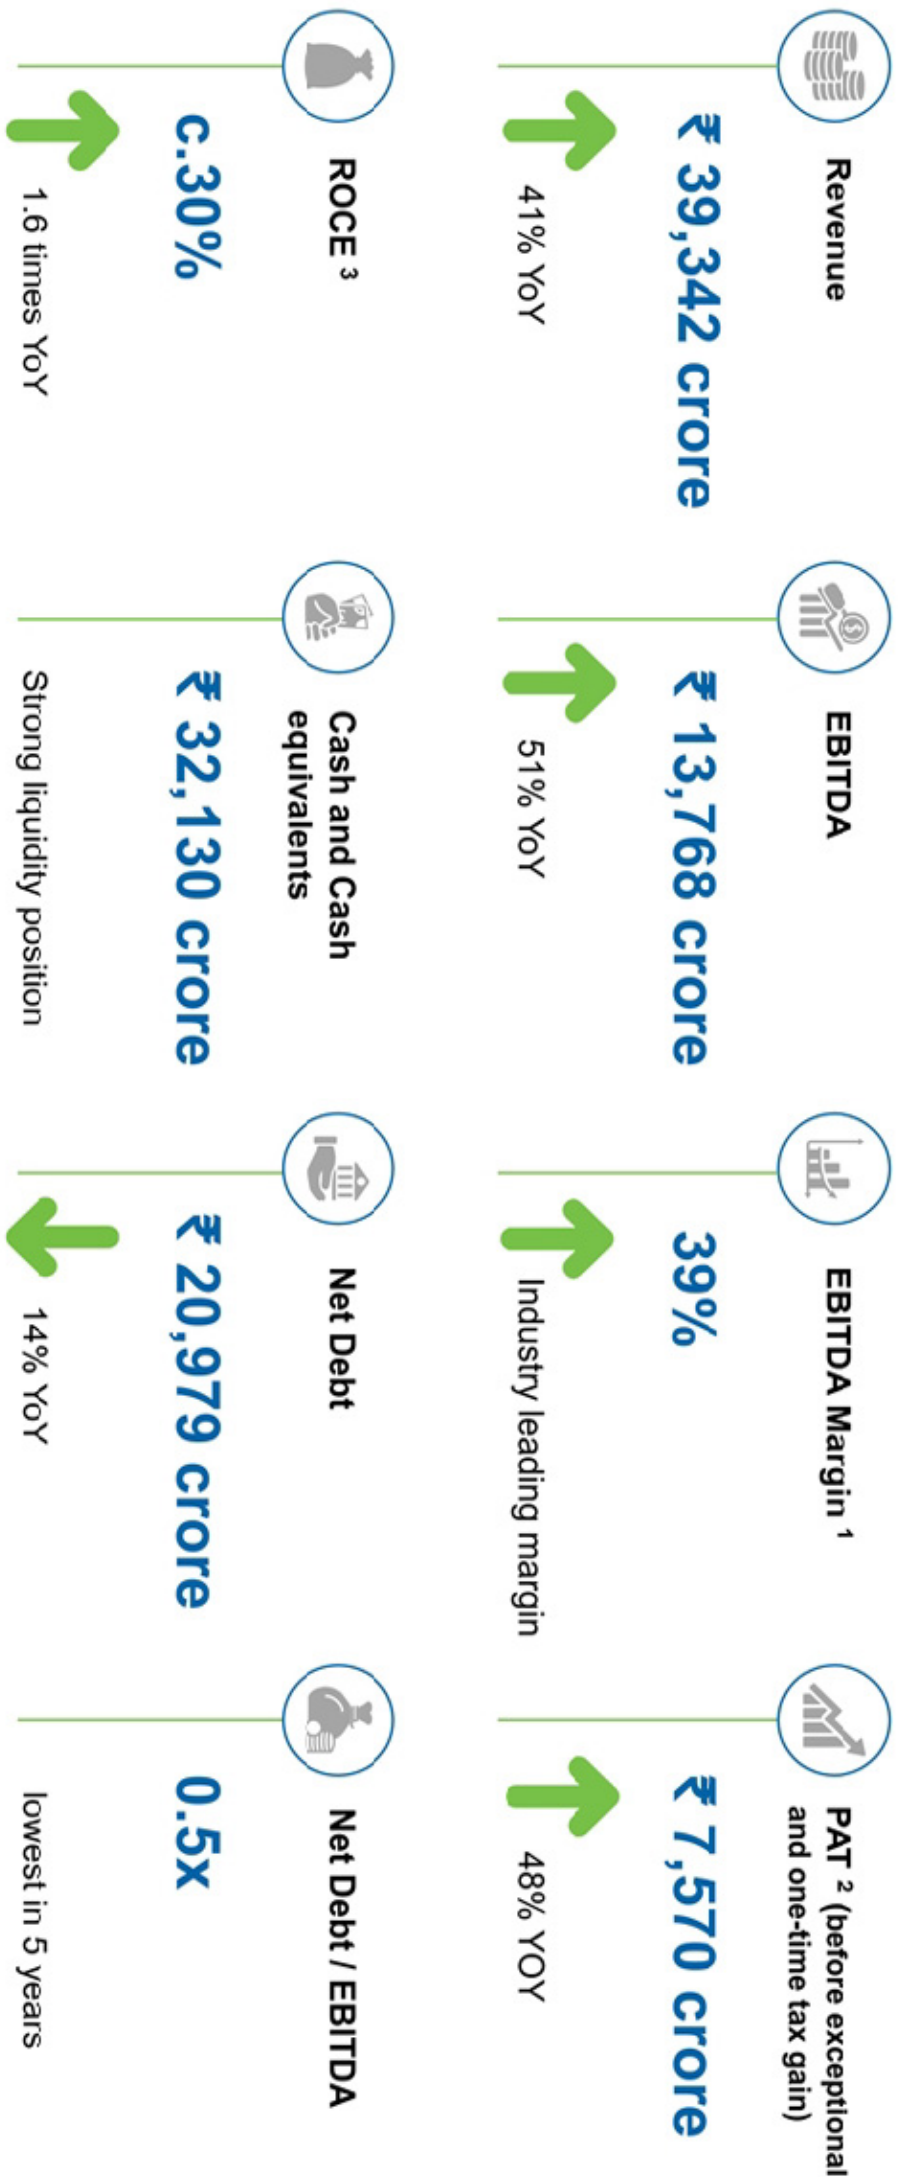 Revenue
₹ 39,342 crore
41% YoY
EBITDA
₹ 13,768 crore
51% YoY
EBITDA Margin ¹
39%
Industry leading margin
PAT ² (before exceptional
and one-time tax gain)
₹ 7,570 crore
48% YOY
ROCE ³
c.30%
1.6 times YoY
Cash and Cash
equivalents
₹ 32,130 crore
Strong liquidity position
Net Debt
₹ 20,979 crore
14% YoY
Net Debt / EBITDA
0.5x
lowest in 5 years